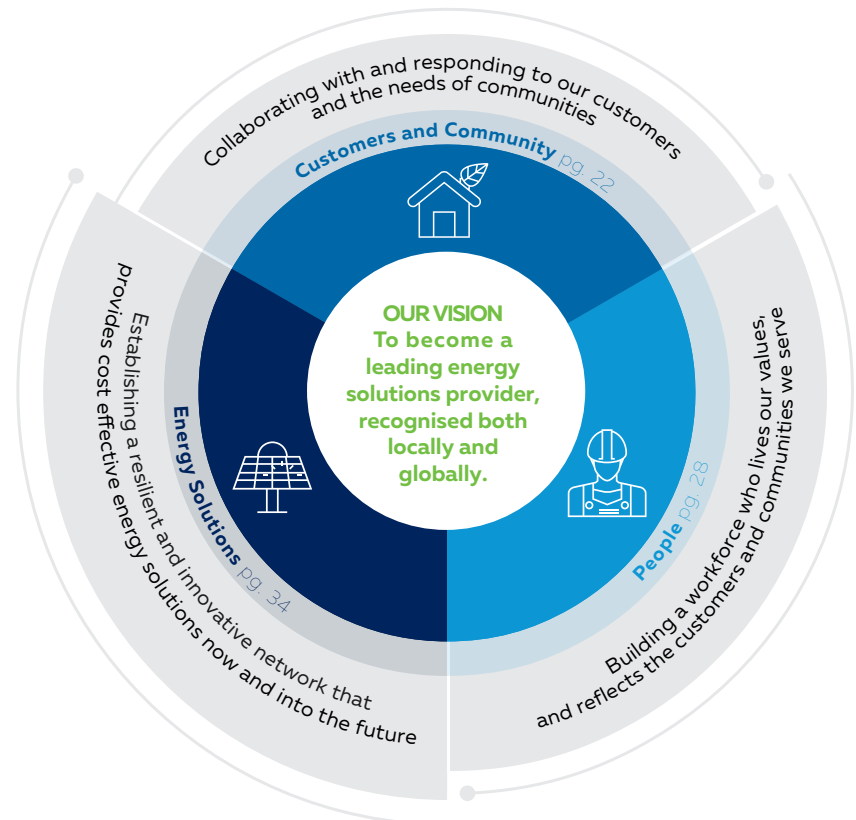 Collaborating with and responding to our customers
and the needs of communities
Customers and Community pg. 22
OUR VISION
To become a
leading energy
solutions provider,
recognised both
locally and
globally.
People pg. 28
Building a workforce who lives our values,
and reflects the customers and communities we serve
Energy Solutions pg. 34
Establishing a resilient and innovative network that
provides cost effective energy solutions now and into the future